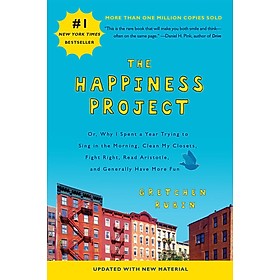 MORE THAN ONE MILLION COPIES SOLD
#1
NEW YORK TIMES
BESTSELLER
"This is the rare book that will make you both smile and think—
often on the same page." —Daniel H. Pink, author of Drive
THE
HAPPINESS
PROJECT
Or, Why I Spent a Year Trying to
Sing in the Morning, Clean My Closets,
Fight Right, Read Aristotle,
and Generally Have More Fun
GRETCHEN
RUBIN
UPDATED WITH NEW MATERIAL